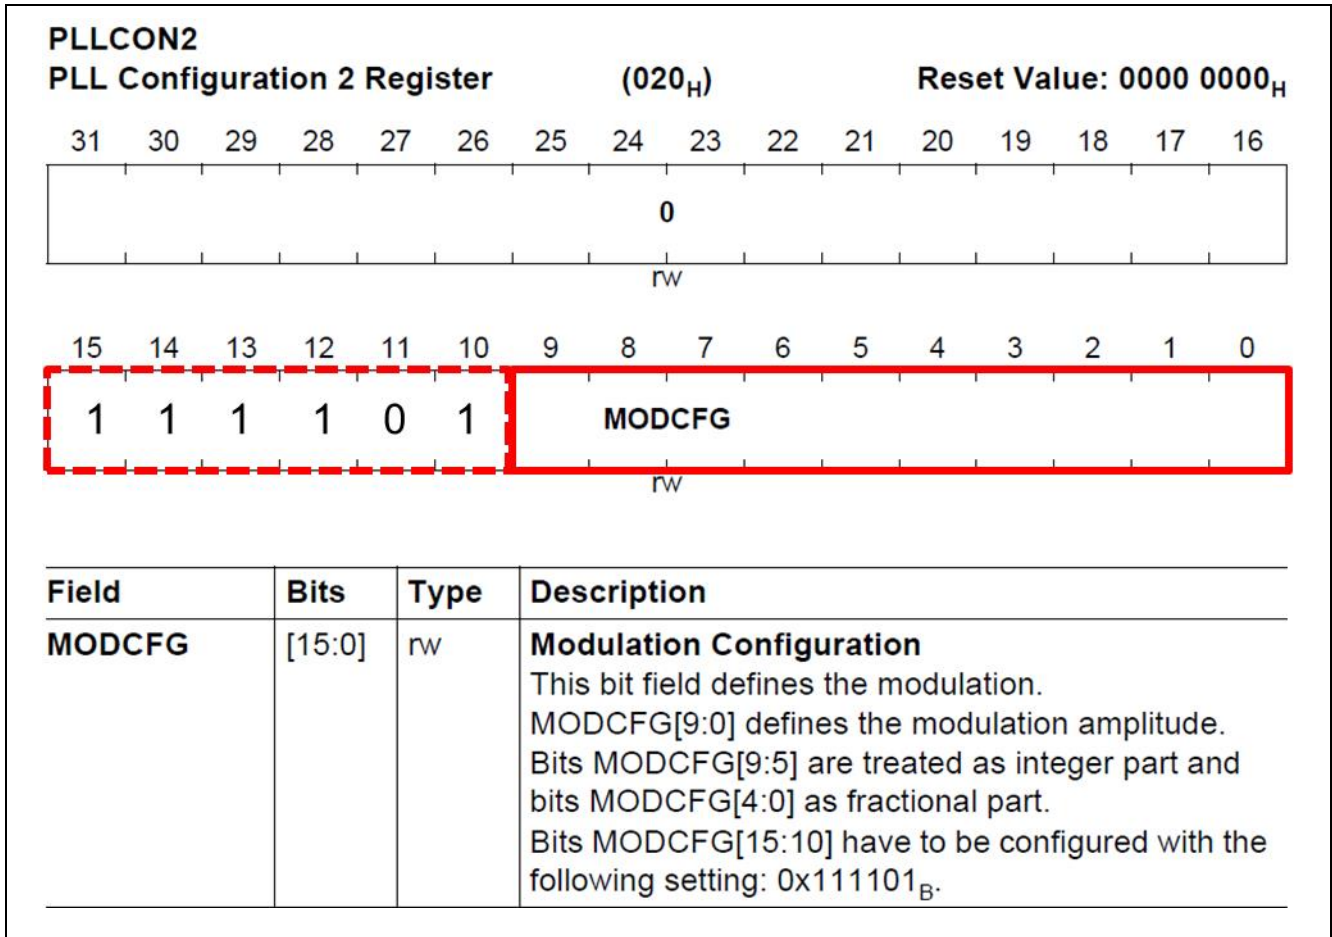 PLLCON2
PLL Configuration 2 Register (020H) Reset Value: 0000 0000H
31 30 29 28 27 26 25 24 23 22 21 20 19 18 17 16
0
rw
15 14 13 12 11 10 9 8 7 6 5 4 3 2 1 0
1 1 1 1 0 1 MODCFG
rw
Field Bits Type Description
MODCFG [15:0] rw Modulation Configuration
This bit field defines the modulation.
MODCFG[9:0] defines the modulation amplitude.
Bits MODCFG[9:5] are treated as integer part and
bits MODCFG[4:0] as fractional part.
Bits MODCFG[15:10] have to be configured with the
following setting: 0x111101B.